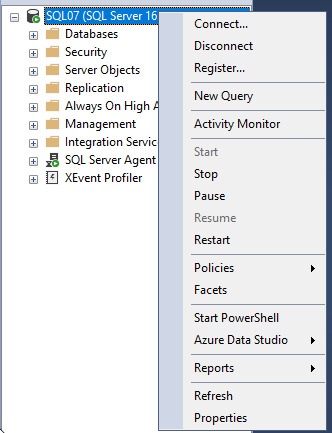 SQL07 (SQL Server 16
Databases
Security
Server Objects
Replication
Always On High A
Management
Integration Servic
SQL Server Agent
XEvent Profiler
Connect...
Disconnect
Register...
New Query
Activity Monitor
Start
Stop
Pause
Resume
Restart
Policies
Facets
Start PowerShell
Azure Data Studio
Reports
Refresh
Properties